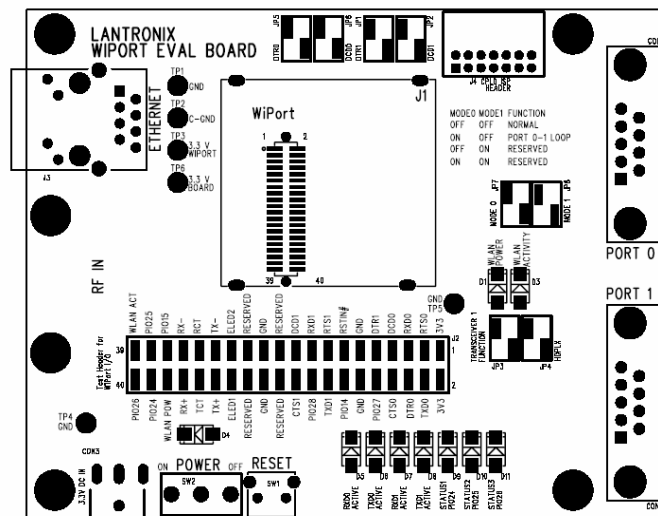 LANTRONIX
WIPORT EVAL BOARD
JP5
JP6
JP1
JP2
DTR0
DCD0
DTR1
DCD1
J4 CPLD ISP
HEADER
TP1
GND
TP2
C-GND
TP3
3.3 V
WIPORT
TP6
3.3 V
BOARD
ETHERNET
J1
WiPort
1
2
39
40
MODE0 MODE1 FUNCTION
OFF OFF NORMAL
ON OFF PORT 0-1 LOOP
OFF ON RESERVED
ON ON RESERVED
JP7
MODE 0
MODE 1
PORT 0
RF IN
WLAN
POWER
WLAN
ACTIVITY
D1
D3
PORT 1
GND
TP5
WLAN ACT
PIO25
PIO15
RX-
RCT
TX-
ELED2
RESERVED
GND
RESERVED
DCD1
RXD1
RTS1
RSTIN#
GND
DTR1
DCD0
RXD0
RTS0
3V3
J2
Test Header for
WiPort I/O
39
1
40
2
PIO26
PIO24
WLAN POW
RX+
TCT
TX+
ELED1
RESERVED
GND
RESERVED
CTS1
PIO28
TXD1
PIO14
GND
PIO27
CTS0
DTR0
TXD0
3V3
TRANSCEIVER 1
FUNCTION
HDPLX
JP3
JP4
TP4
GND
D4
3.3V DC IN
ON POWER OFF
SW2
RESET
SW1
D5
D6
D7
D8
D9
D10
D11
RXD0
ACTIVE
TXD0
ACTIVE
RXD1
ACTIVE
TXD1
ACTIVE
STATUS1
PIO24
STATUS2
PIO25
STATUS3
PIO26